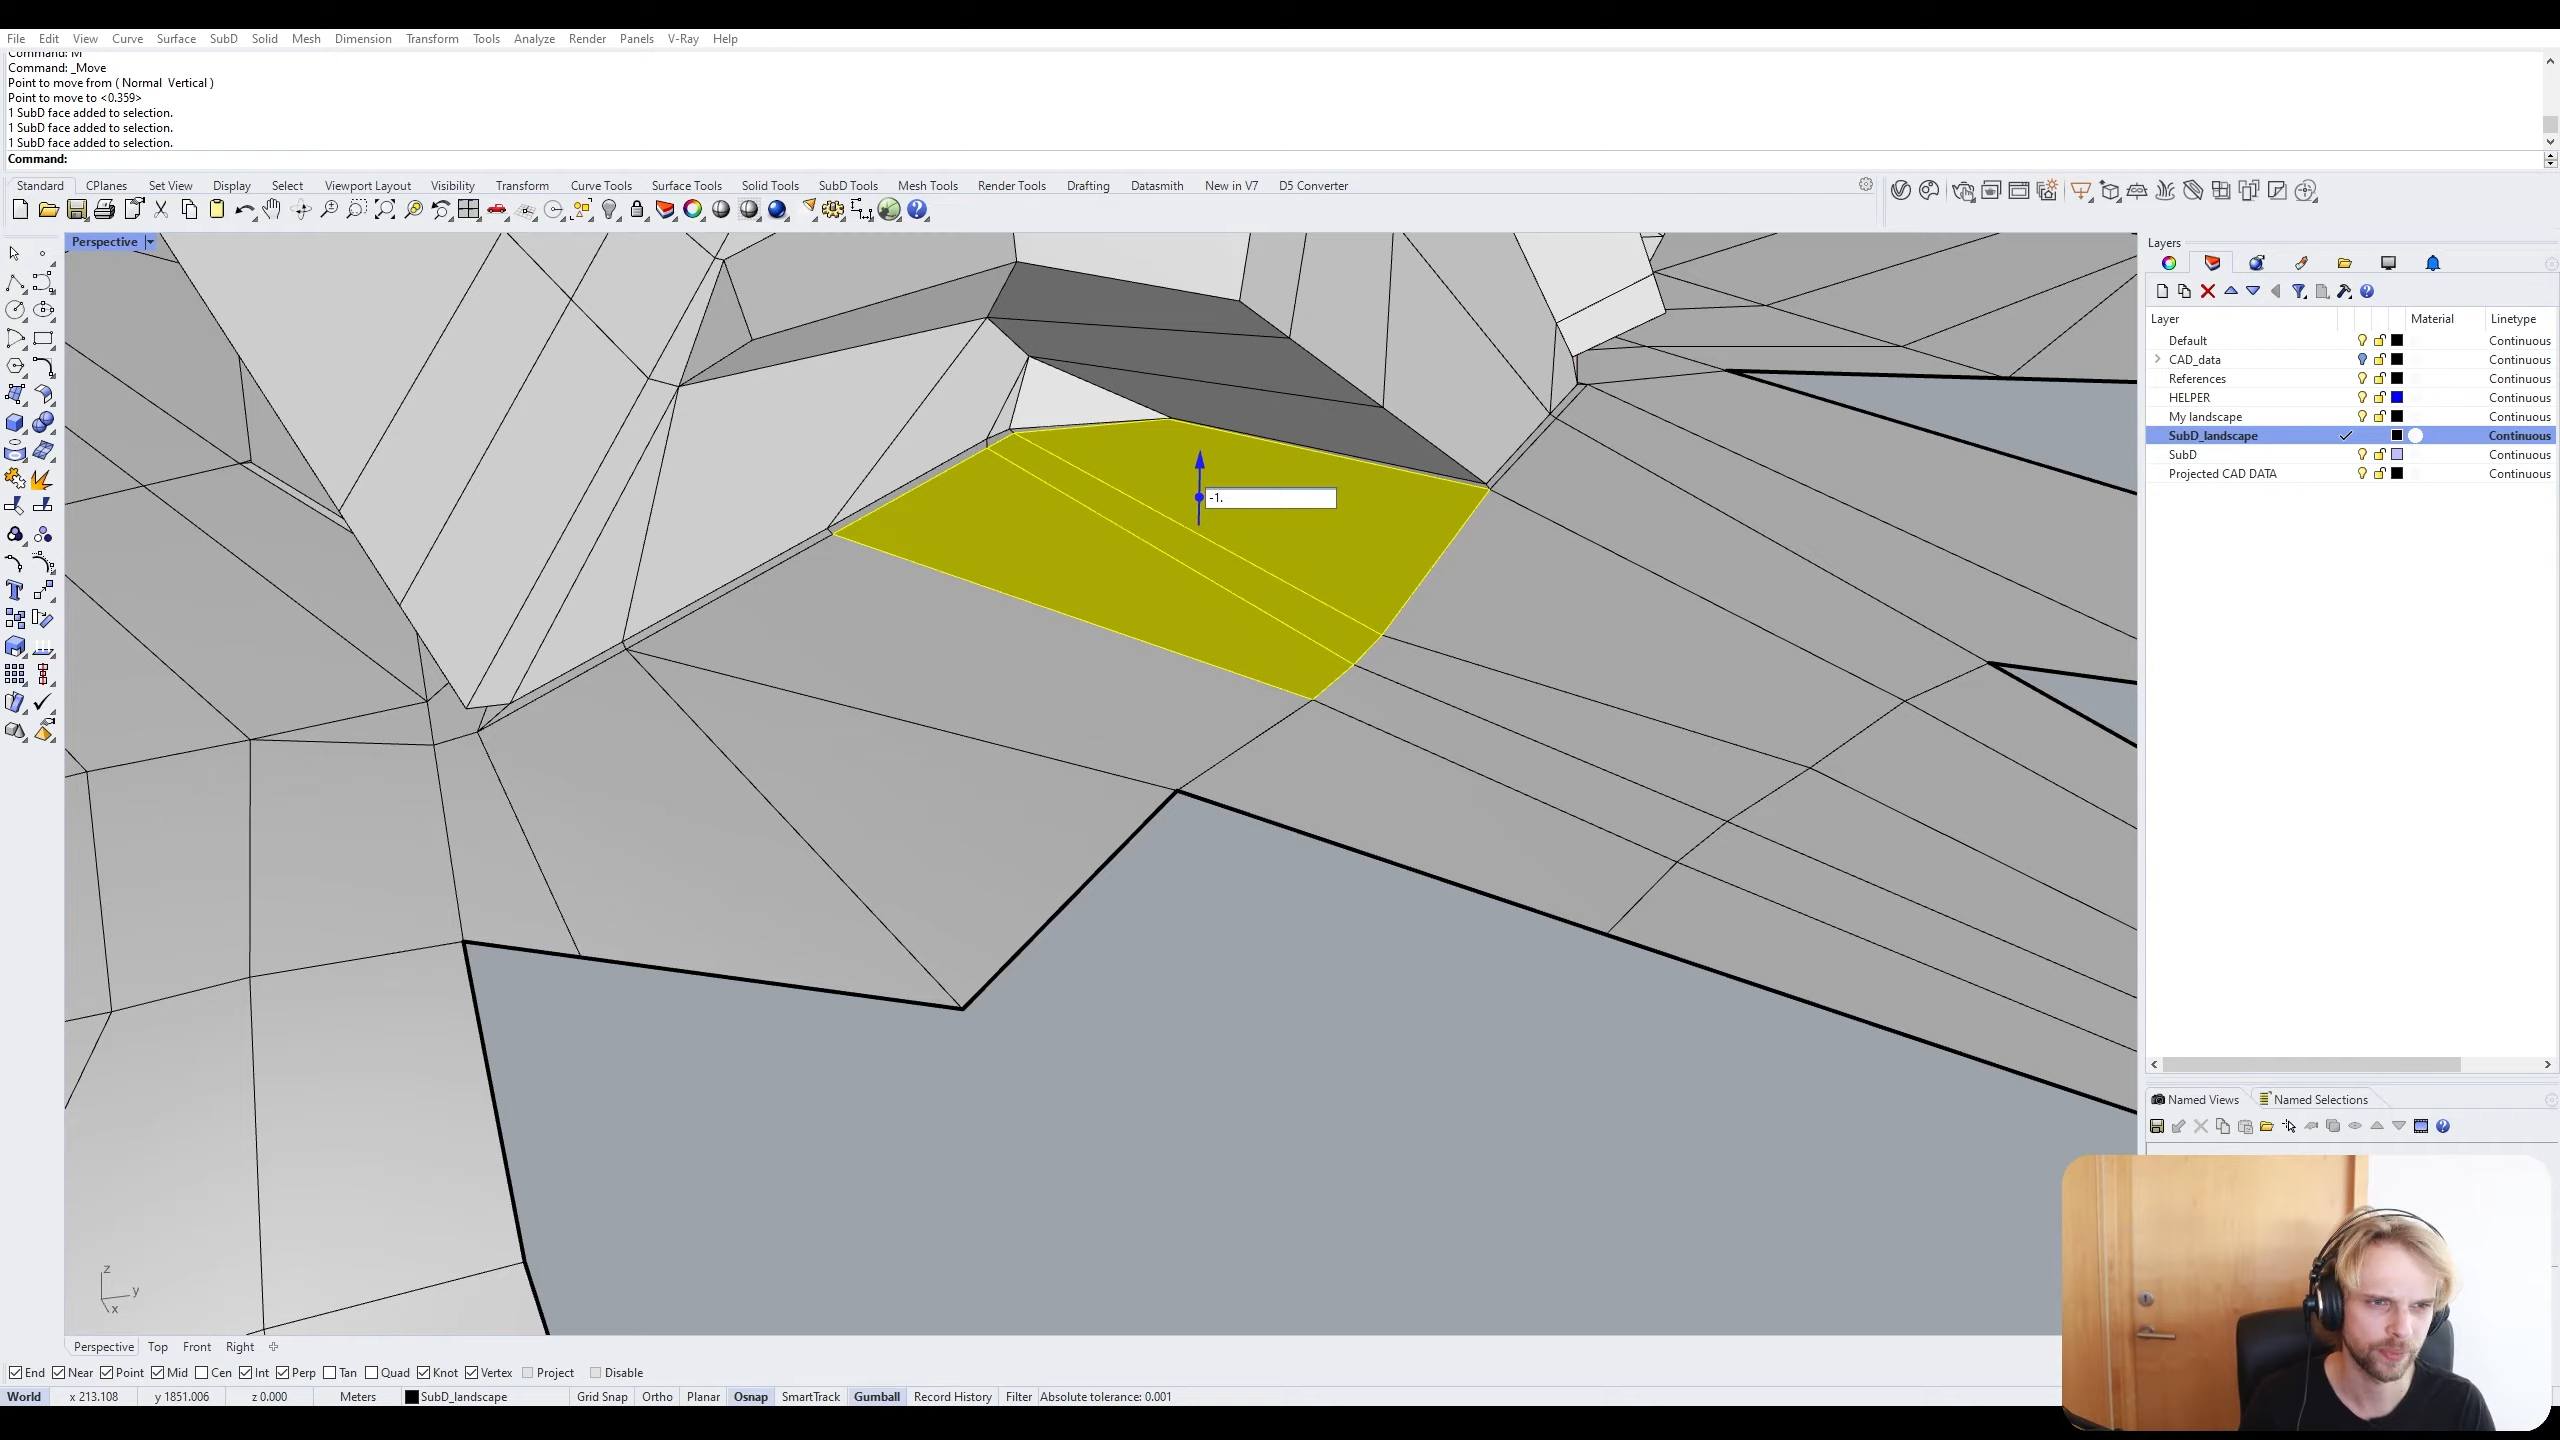 File Edit View Curve Surface SubD Solid Mesh Dimension Transform Tools Analyze Render Panels V-Ray Help
Command: M
Command: _Move
Point to move from ( Normal Vertical )
Point to move to <0.359>
1 SubD face added to selection.
1 SubD face added to selection.
1 SubD face added to selection.
Command:
Standard CPlanes Set View Display Select Viewport Layout Visibility Transform Curve Tools Surface Tools Solid Tools SubD Tools Mesh Tools Render Tools Drafting Datasmith New in V7 D5 Converter
Perspective
-1.
Layers
Layer Material Linetype
Default Continuous
CAD_data Continuous
References Continuous
HELPER Continuous
My landscape Continuous
SubD_landscape Continuous
SubD Continuous
Projected CAD DATA Continuous
Named Views Named Selections
z
y
x
Perspective Top Front Right
End Near Point Mid Cen Int Perp Tan Quad Knot Vertex Project Disable
World x 213.108 y 1851.006 z 0.000 Meters SubD_landscape Grid Snap Ortho Planar Osnap SmartTrack Gumball Record History Filter Absolute tolerance: 0.001